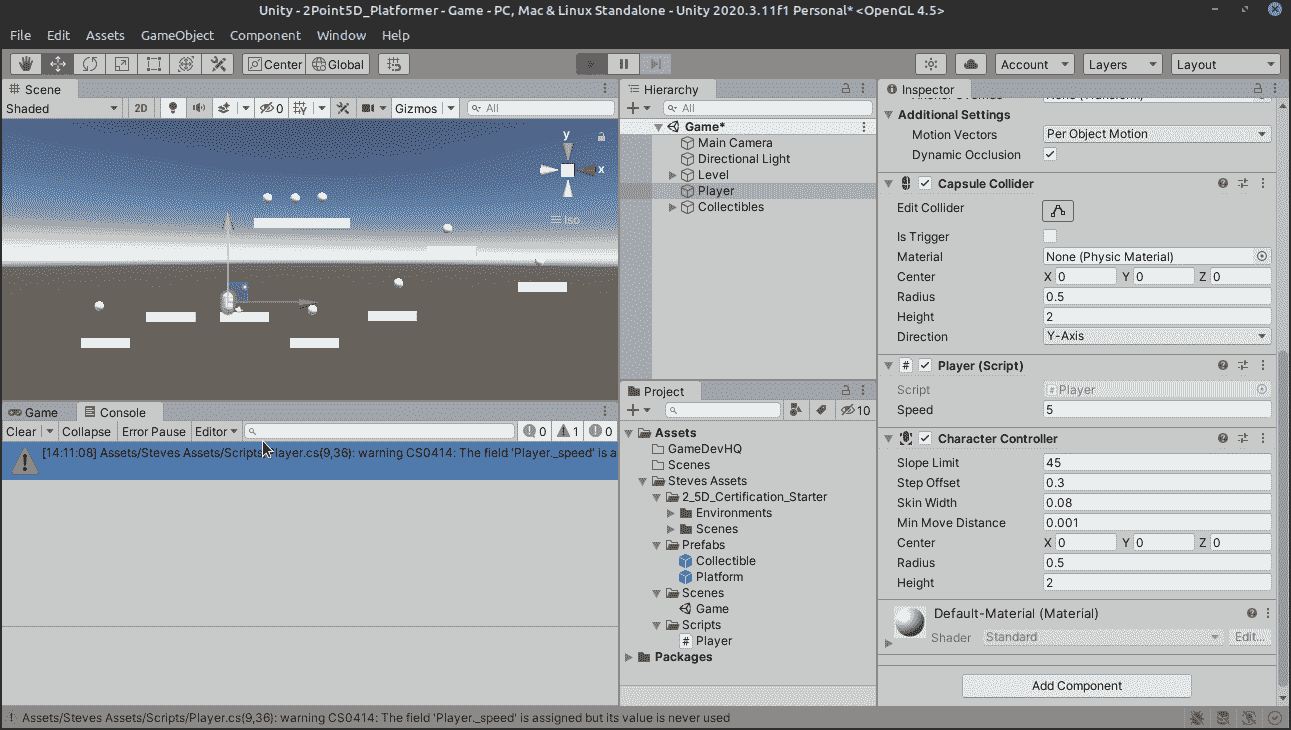 Unity - 2Point5D_Platformer - Game - PC, Mac & Linux Standalone - Unity 2020.3.11f1 Personal* <OpenGL 4.5>
File Edit Assets GameObject Component Window Help
Center Global Account Layers Layout
Scene
Shaded 2D 0 Gizmos All
y
x
Iso
Game Console
Clear Collapse Error Pause Editor 0 1 0
[14:11:08] Assets/Steves Assets/Scripts/Player.cs(9,36): warning CS0414: The field 'Player._speed' is a
Hierarchy
All
Game*
Main Camera
Directional Light
Level
Player
Collectibles
Project
10
Assets
GameDevHQ
Scenes
Steves Assets
2_5D_Certification_Starter
Environments
Scenes
Prefabs
Collectible
Platform
Scenes
Game
Scripts
# Player
Packages
Inspector
Additional Settings
Motion Vectors Per Object Motion
Dynamic Occlusion
Capsule Collider
Edit Collider
Is Trigger
Material None (Physic Material)
Center X 0 Y 0 Z 0
Radius 0.5
Height 2
Direction Y-Axis
# Player (Script)
Script # Player
Speed 5
Character Controller
Slope Limit 45
Step Offset 0.3
Skin Width 0.08
Min Move Distance 0.001
Center X 0 Y 0 Z 0
Radius 0.5
Height 2
Default-Material (Material)
Shader Standard Edit...
Add Component
Assets/Steves Assets/Scripts/Player.cs(9,36): warning CS0414: The field 'Player._speed' is assigned but its value is never used